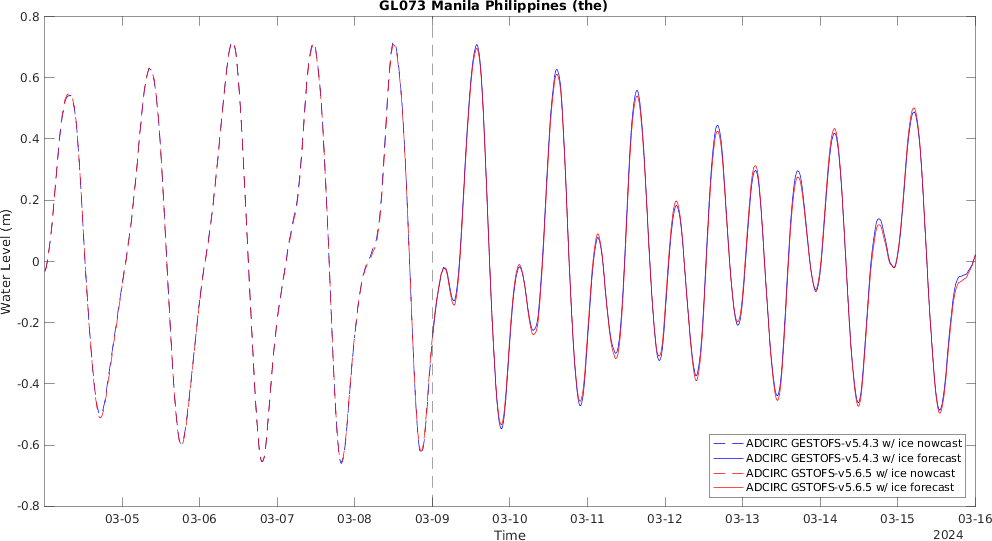 GL073 Manila Philippines (the)
0.8
0.6
0.4
0.2
0
-0.2
-0.4
-0.6
-0.8
Water Level (m)
ADCIRC GESTOFS-v5.4.3 w/ ice nowcast
ADCIRC GESTOFS-v5.4.3 w/ ice forecast
ADCIRC GSTOFS-v5.6.5 w/ ice nowcast
ADCIRC GSTOFS-v5.6.5 w/ ice forecast
03-05 03-06 03-07 03-08 03-09 03-10 03-11 03-12 03-13 03-14 03-15 03-16
Time
2024